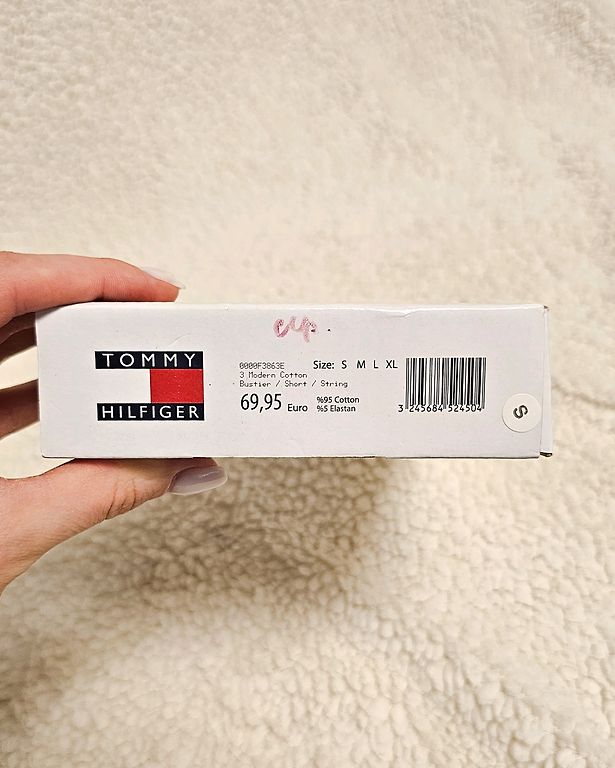 cup.
TOMMY
HILFIGER
0000F3863E
3 Modern Cotton
Bustier / Short / String
69,95 Euro
%95 Cotton
%5 Elastan
Size: S M L XL
3 245684 524504
S